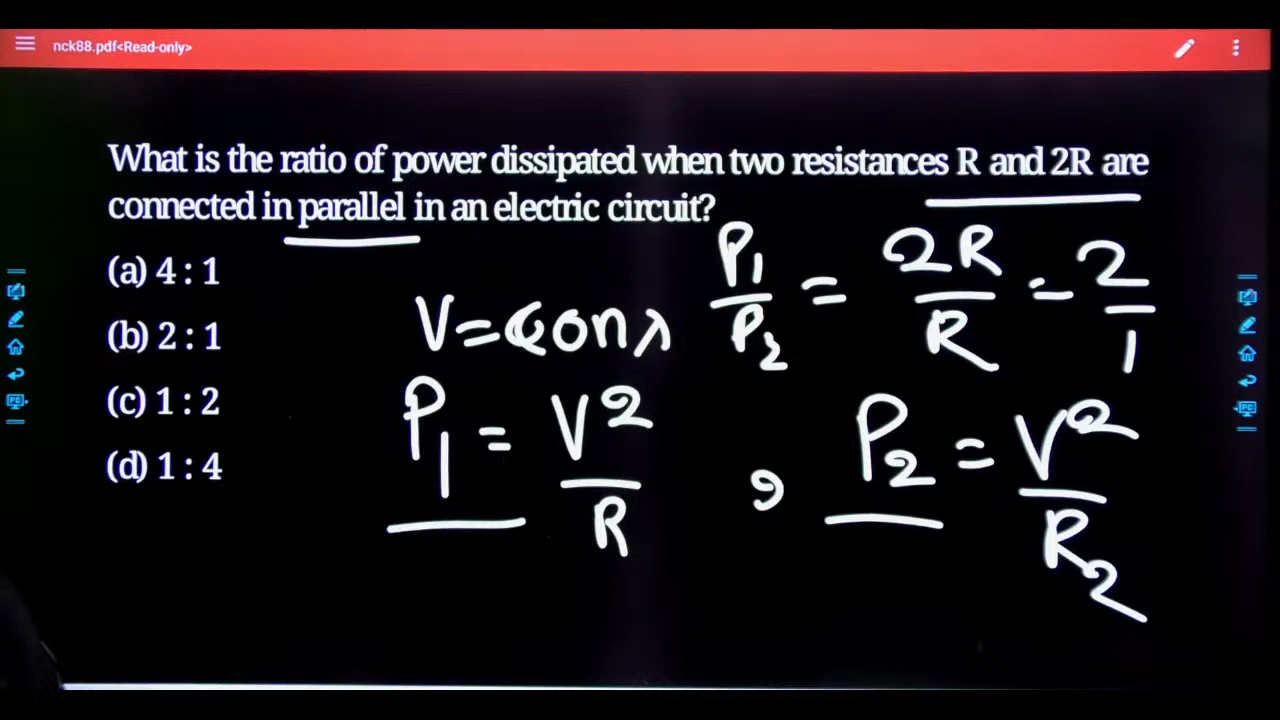 nck88.pdf<Read-only>
What is the ratio of power dissipated when two resistances R and 2R are
connected in parallel in an electric circuit?
(a) 4 : 1
(b) 2 : 1
(c) 1 : 2
(d) 1 : 4
P1/P2 = 2R/R = 2/1
V = Cons
P1 = V²/R , P2 = V²/R2